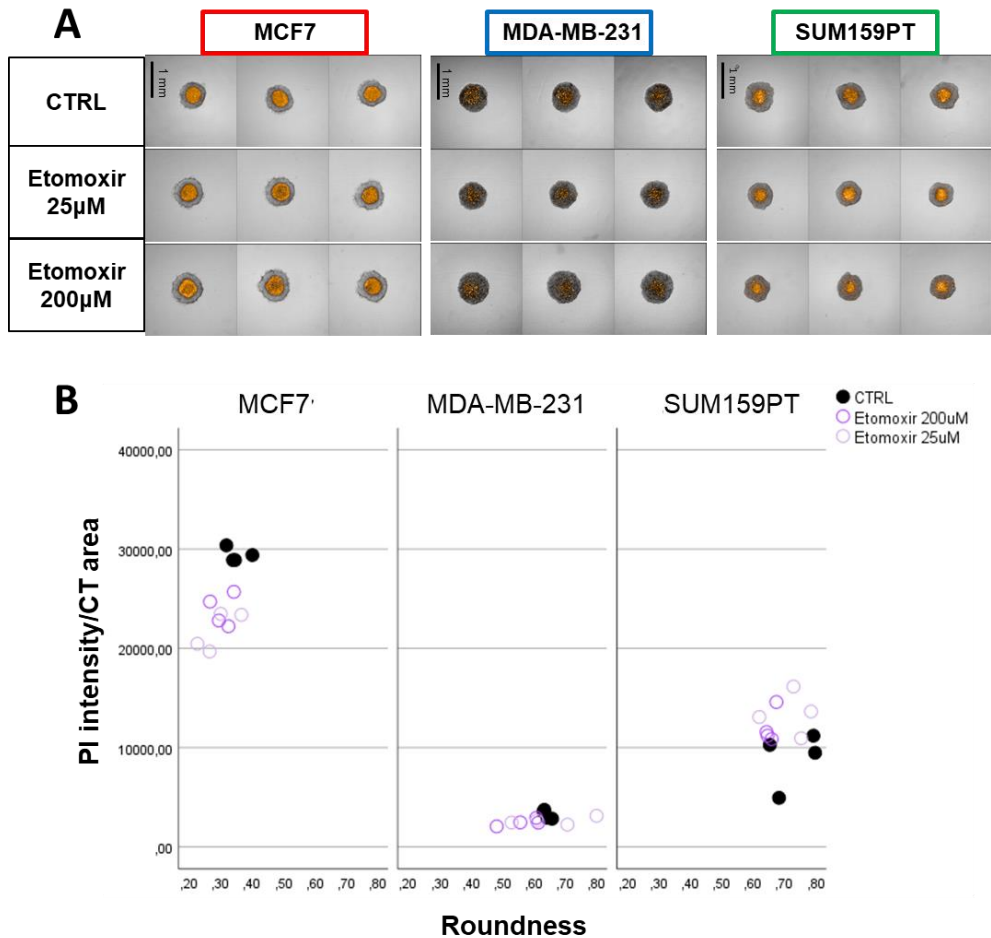 A
MCF7
MDA-MB-231
SUM159PT
CTRL
1 mm
1 mm
1 mm
Etomoxir
25µM
Etomoxir
200µM
B
MCF7
MDA-MB-231
SUM159PT
CTRL
Etomoxir 200uM
Etomoxir 25uM
PI intensity/CT area
40000,00
30000,00
20000,00
10000,00
,00
,20 ,30 ,40 ,50 ,60 ,70 ,80 ,20 ,30 ,40 ,50 ,60 ,70 ,80 ,20 ,30 ,40 ,50 ,60 ,70 ,80
Roundness